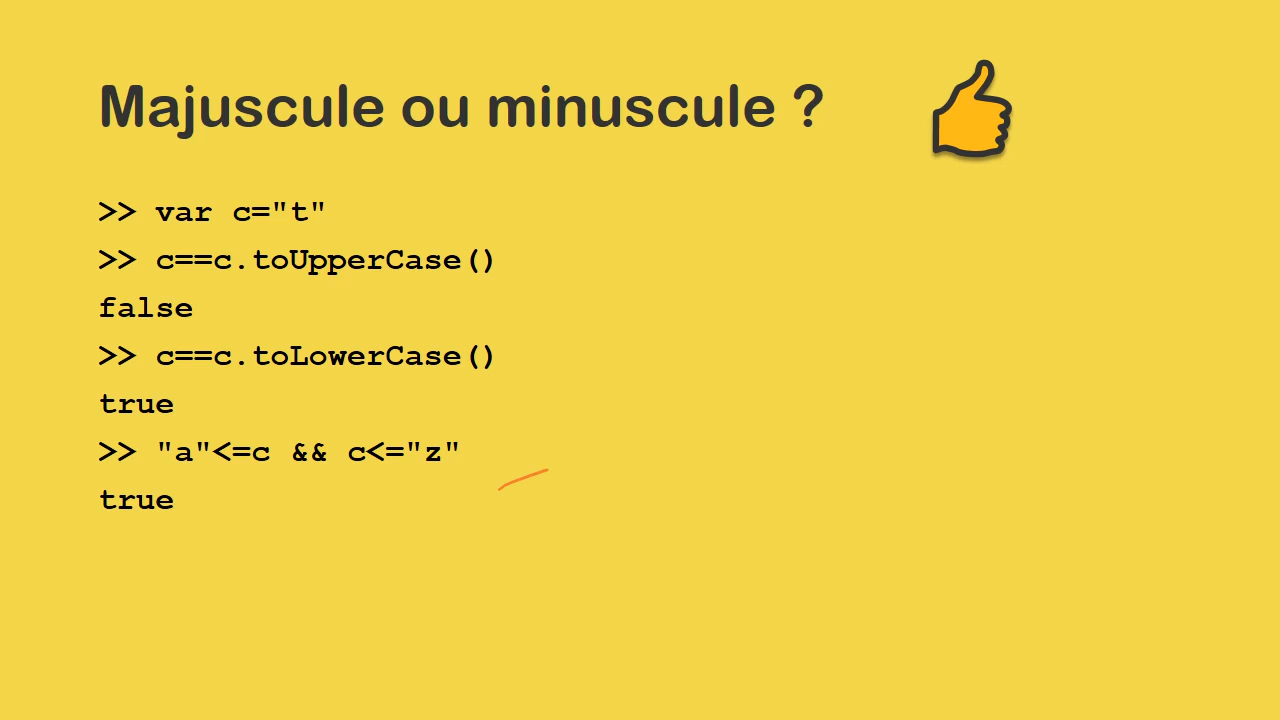 Majuscule ou minuscule ?
>> var c="t"
>> c==c.toUpperCase()
false
>> c==c.toLowerCase()
true
>> "a"<=c && c<="z"
true